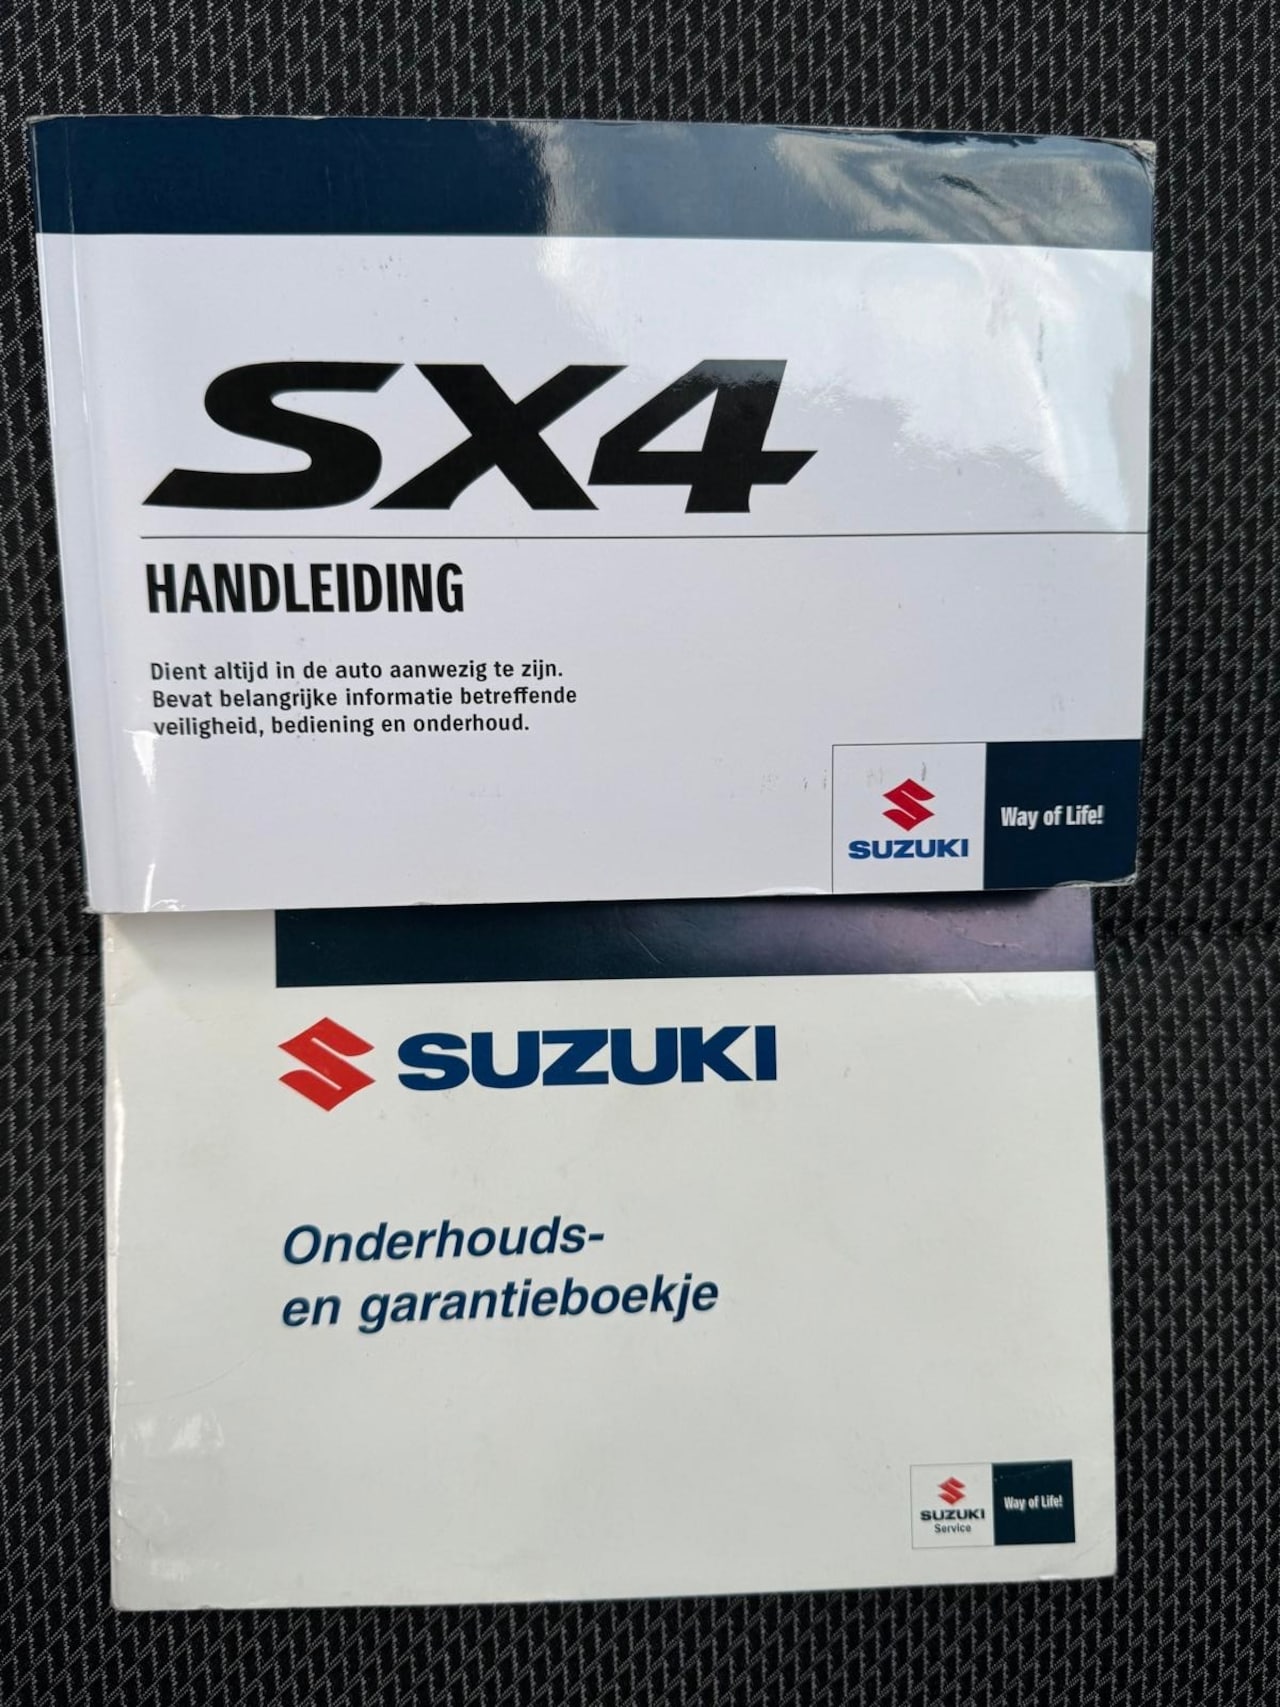 SX4
HANDLEIDING
Dient altijd in de auto aanwezig te zijn.
Bevat belangrijke informatie betreffende
veiligheid, bediening en onderhoud.
SUZUKI
Way of Life!
SUZUKI
Onderhouds-
en garantieboekje
SUZUKI
Service
Way of Life!